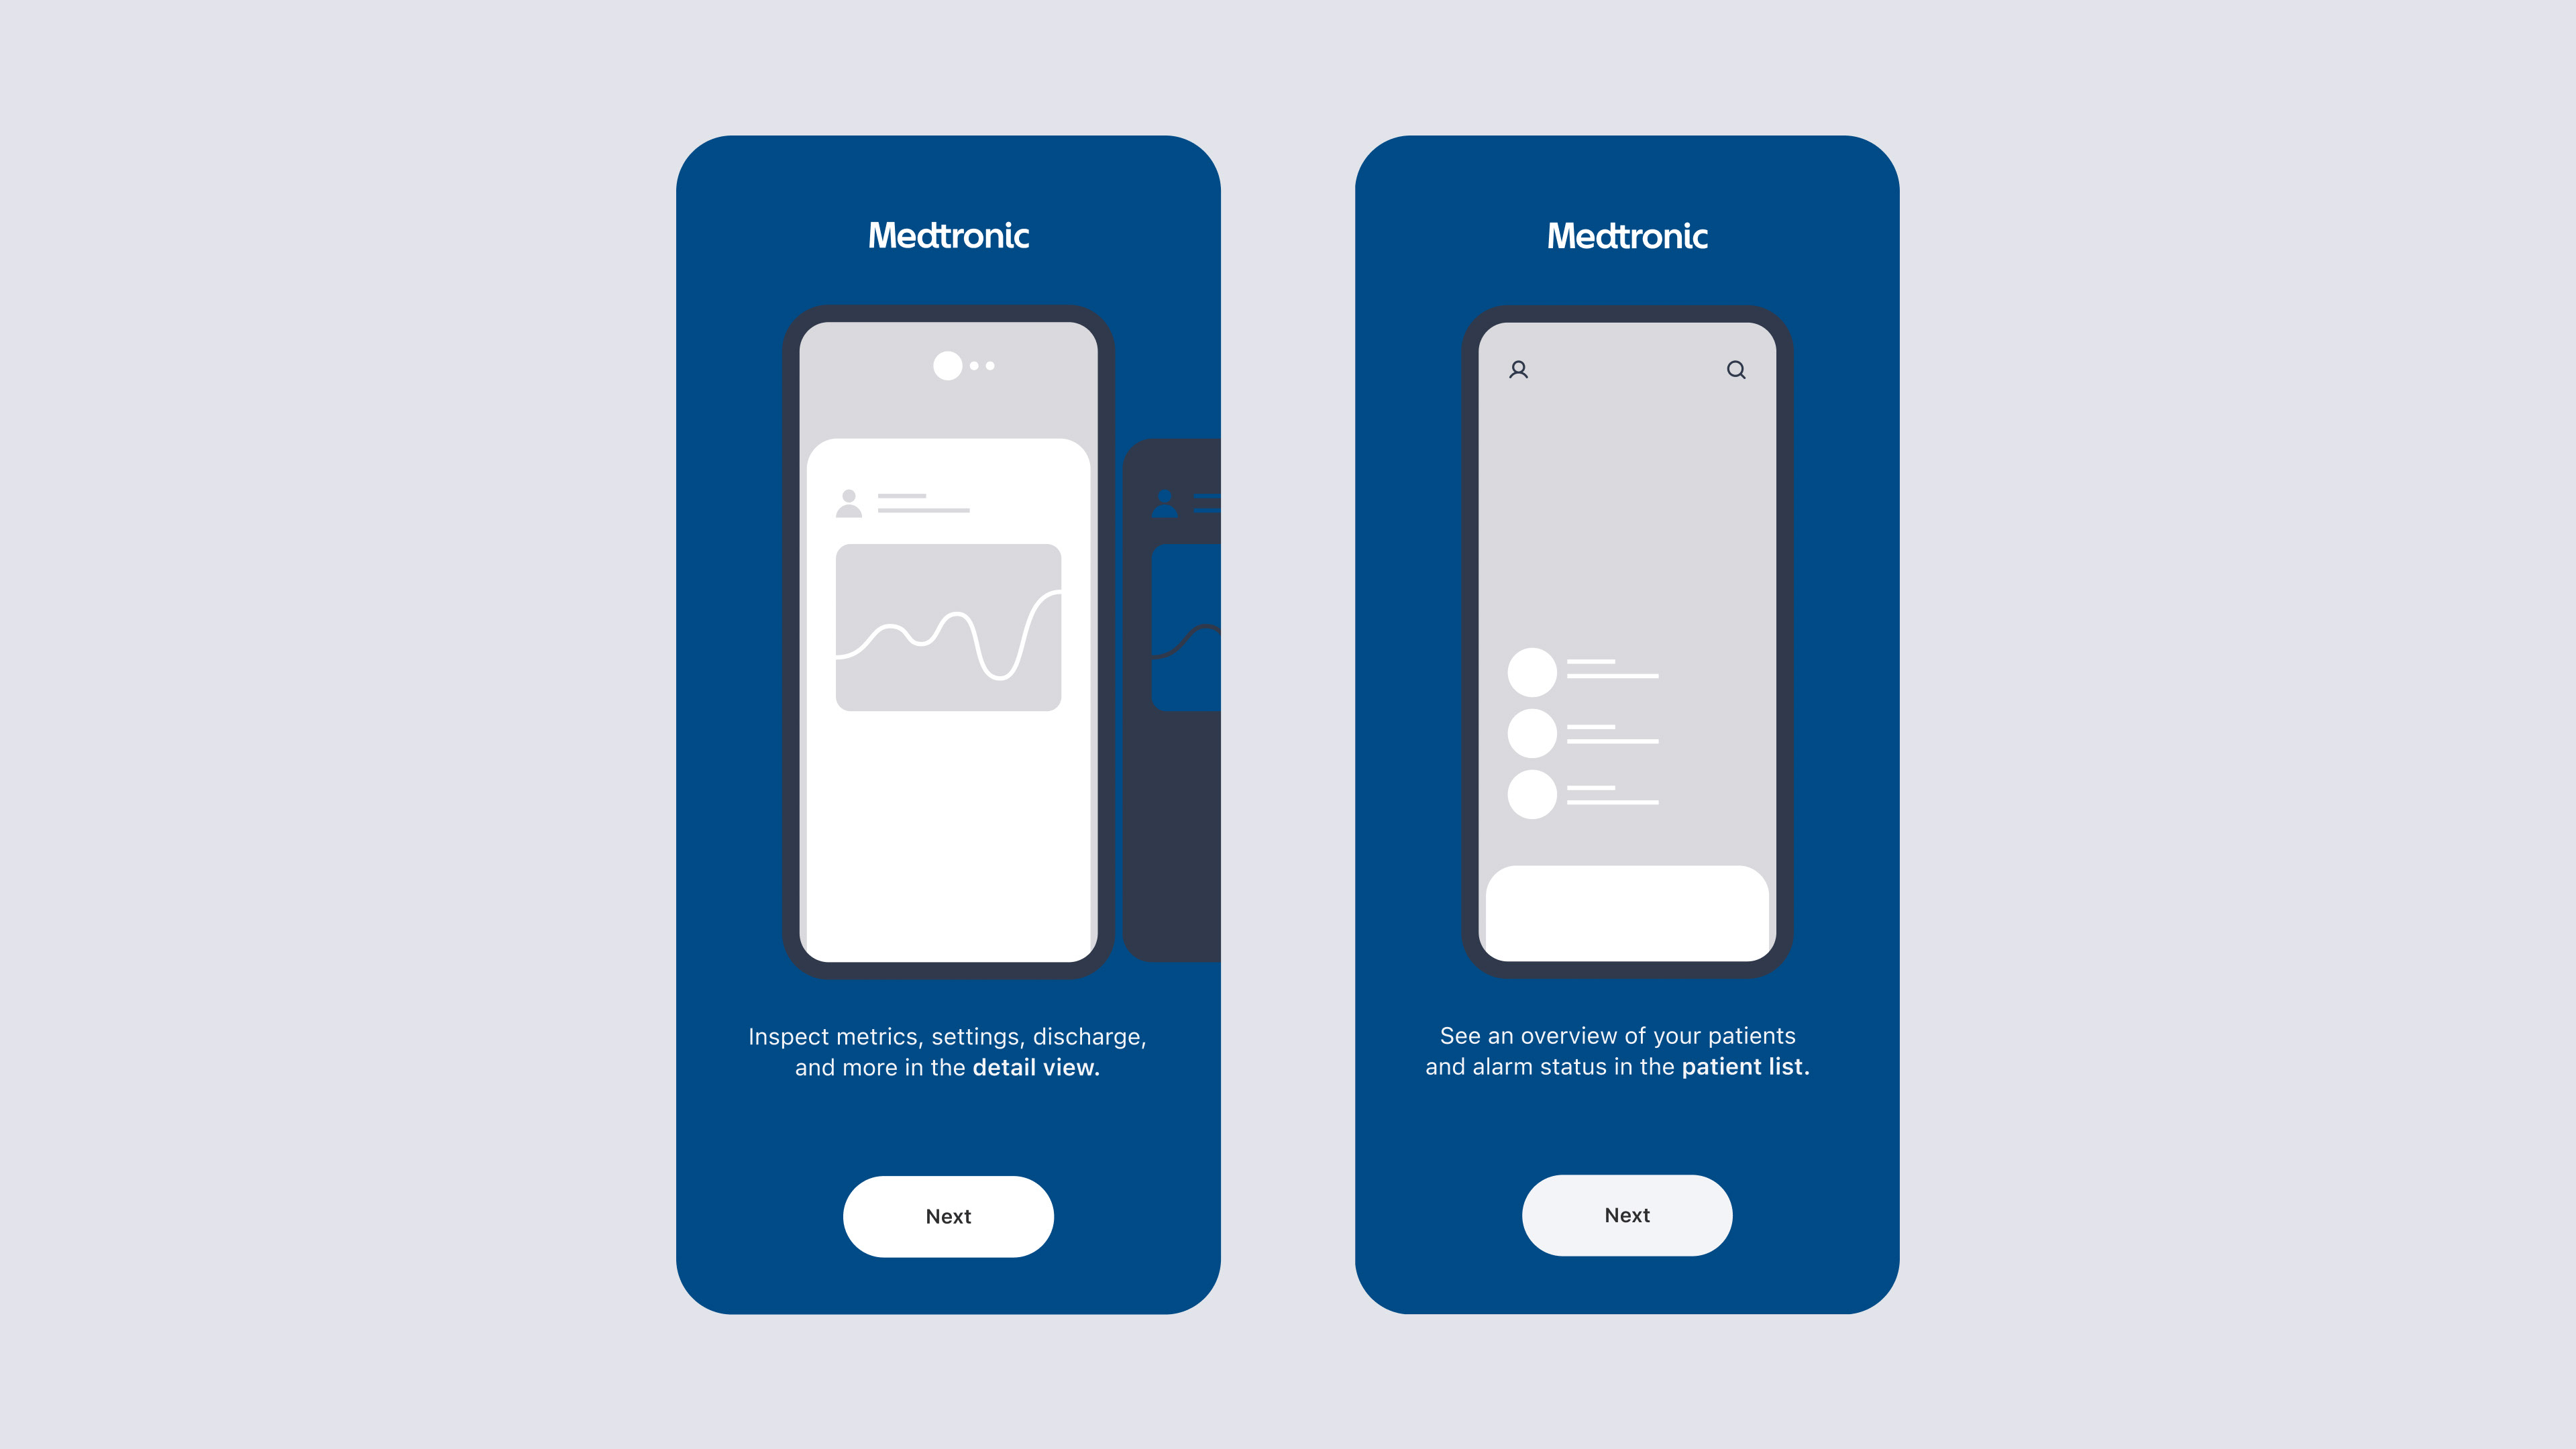 Medtronic
Inspect metrics, settings, discharge,
and more in the detail view.
Next
Medtronic
See an overview of your patients
and alarm status in the patient list.
Next